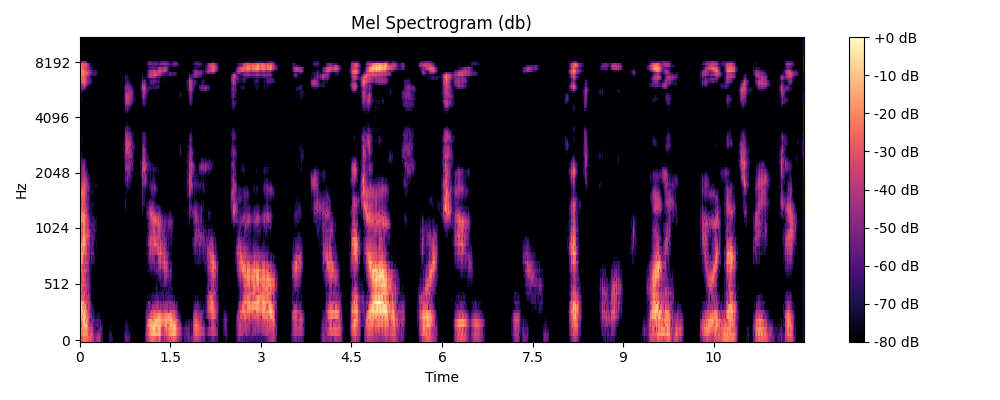 Mel Spectrogram (db)
Hz
8192
4096
2048
1024
512
0
0 1.5 3 4.5 6 7.5 9 10
Time
+0 dB
-10 dB
-20 dB
-30 dB
-40 dB
-50 dB
-60 dB
-70 dB
-80 dB